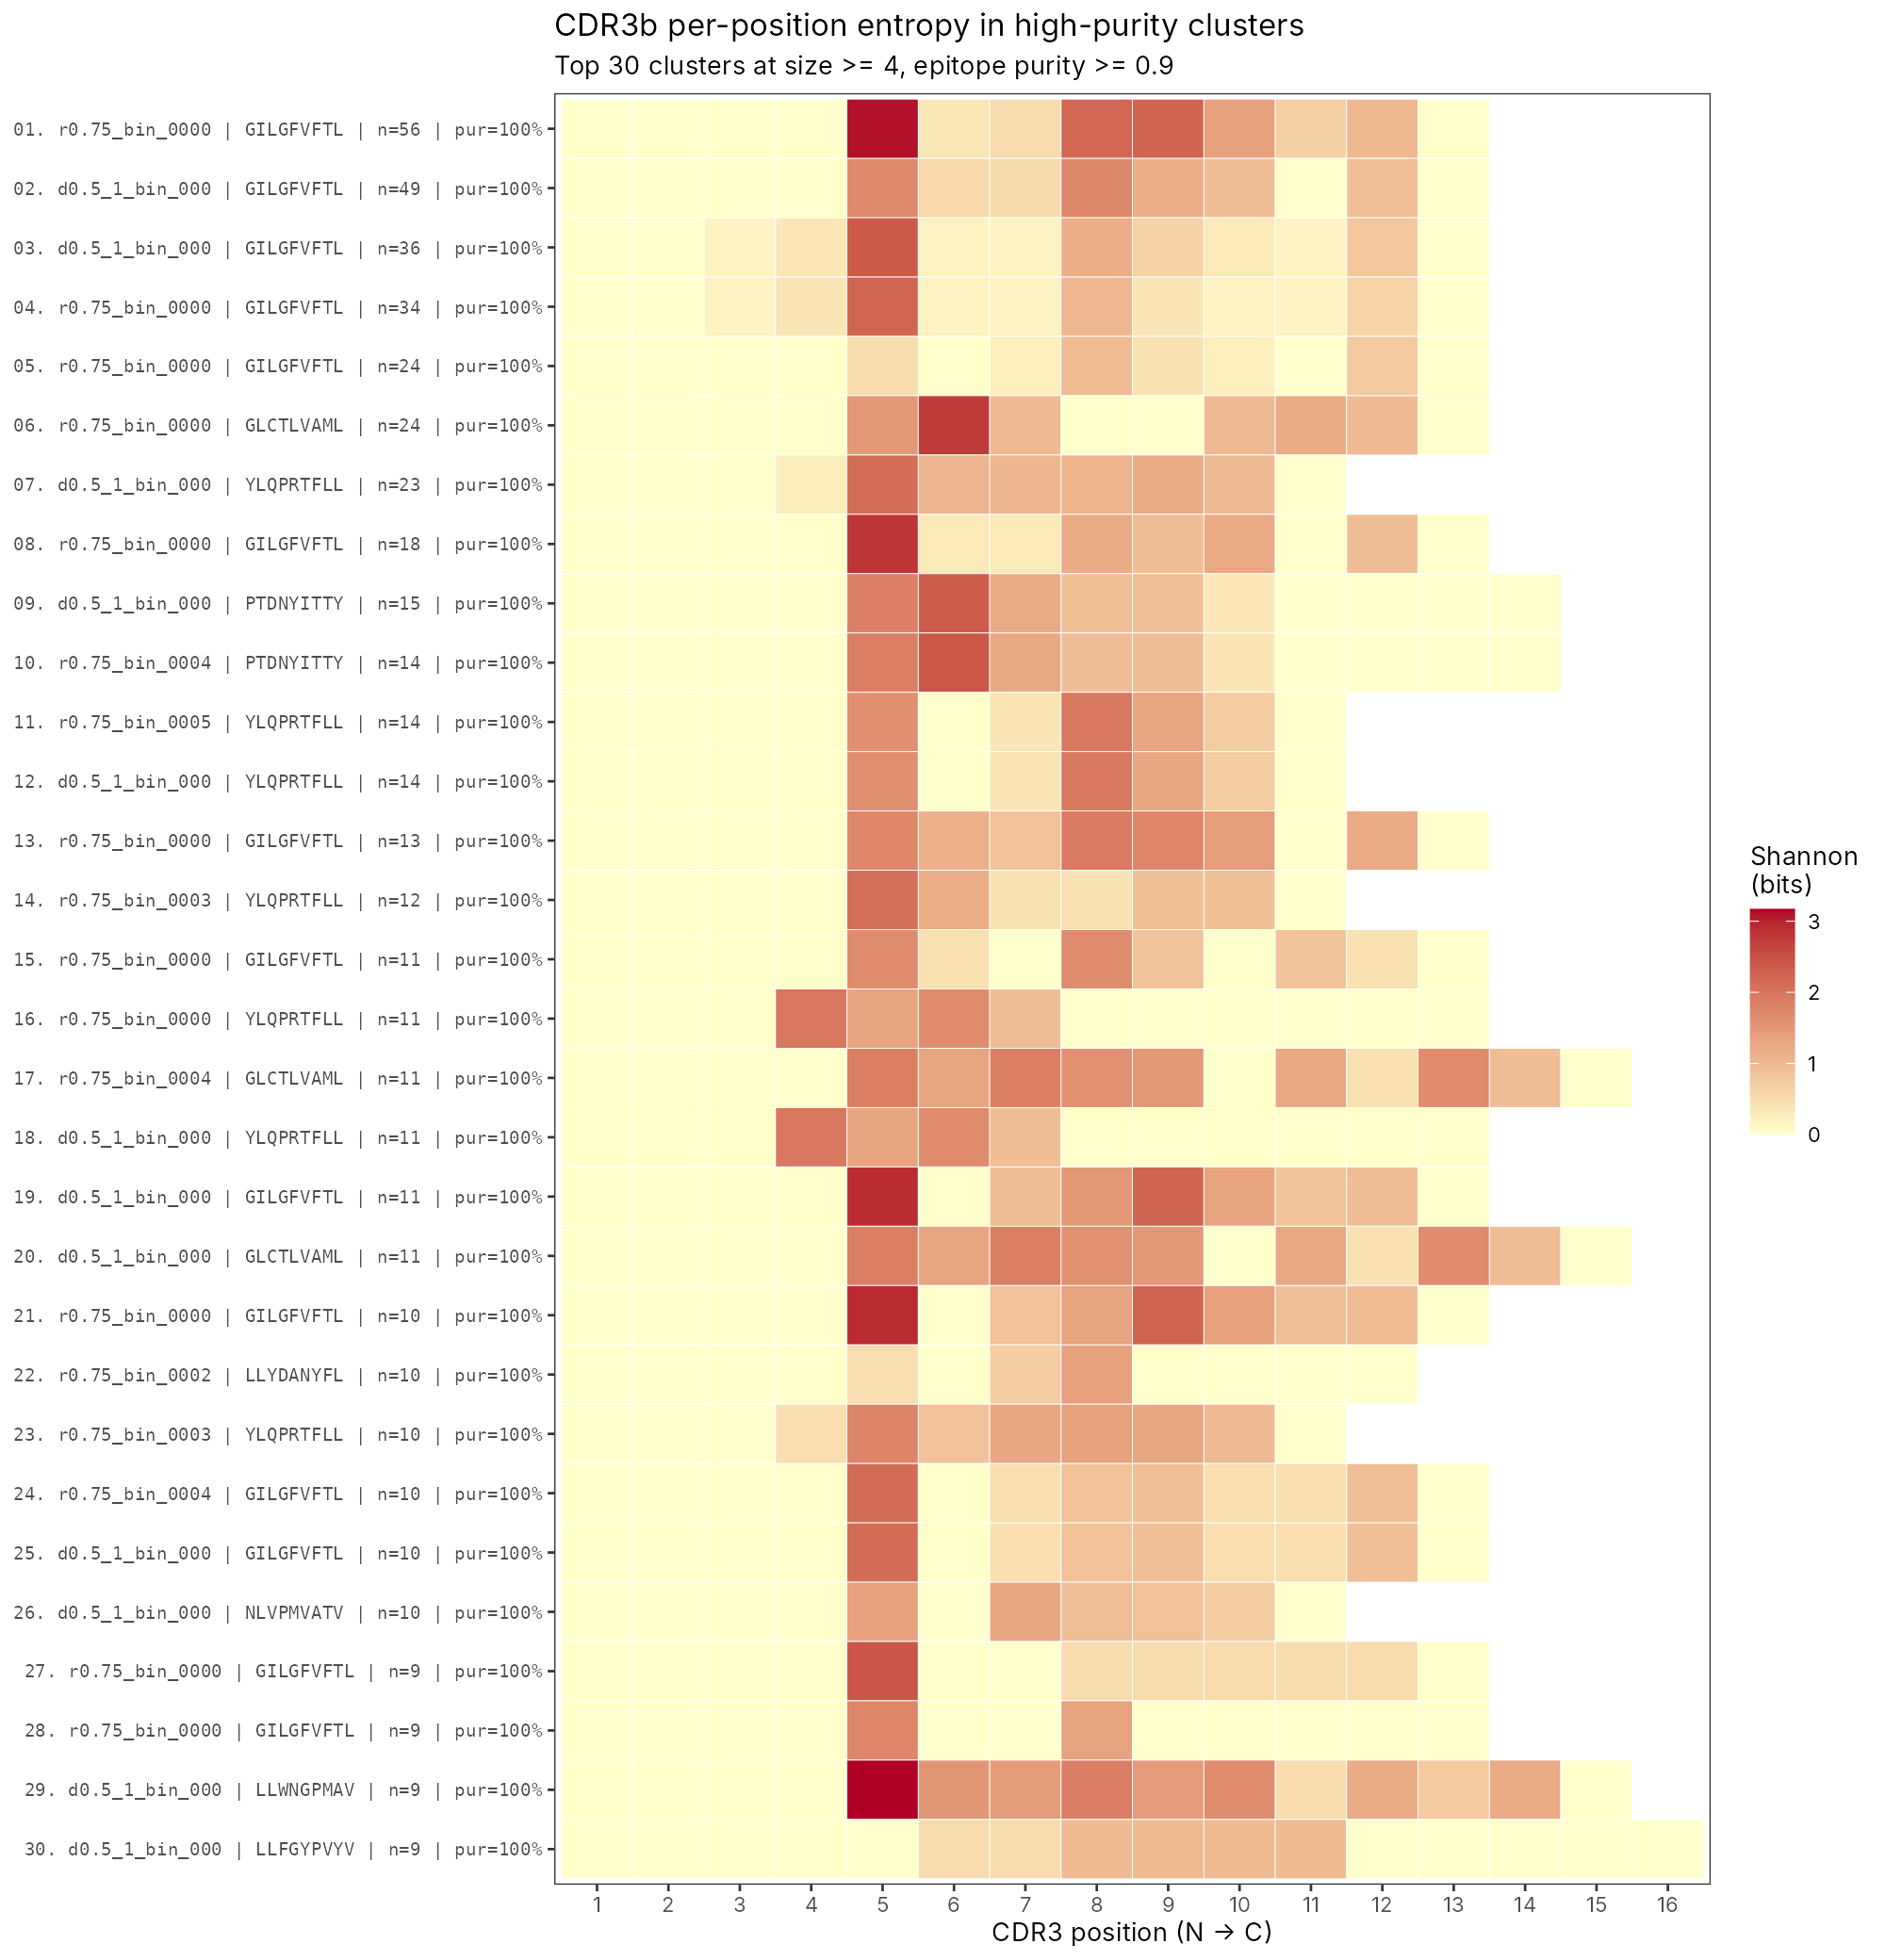 CDR3b per-position entropy in high-purity clusters
Top 30 clusters at size >= 4, epitope purity >= 0.9
01. r0.75_bin_0000 | GILGFVFTL | n=56 | pur=100%
02. d0.5_1_bin_000 | GILGFVFTL | n=49 | pur=100%
03. d0.5_1_bin_000 | GILGFVFTL | n=36 | pur=100%
04. r0.75_bin_0000 | GILGFVFTL | n=34 | pur=100%
05. r0.75_bin_0000 | GILGFVFTL | n=24 | pur=100%
06. r0.75_bin_0000 | GLCTLVAML | n=24 | pur=100%
07. d0.5_1_bin_000 | YLQPRTFLL | n=23 | pur=100%
08. r0.75_bin_0000 | GILGFVFTL | n=18 | pur=100%
09. d0.5_1_bin_000 | PTDNYITTY | n=15 | pur=100%
10. r0.75_bin_0004 | PTDNYITTY | n=14 | pur=100%
11. r0.75_bin_0005 | YLQPRTFLL | n=14 | pur=100%
12. d0.5_1_bin_000 | YLQPRTFLL | n=14 | pur=100%
13. r0.75_bin_0000 | GILGFVFTL | n=13 | pur=100%
14. r0.75_bin_0003 | YLQPRTFLL | n=12 | pur=100%
15. r0.75_bin_0000 | GILGFVFTL | n=11 | pur=100%
16. r0.75_bin_0000 | YLQPRTFLL | n=11 | pur=100%
17. r0.75_bin_0004 | GLCTLVAML | n=11 | pur=100%
18. d0.5_1_bin_000 | YLQPRTFLL | n=11 | pur=100%
19. d0.5_1_bin_000 | GILGFVFTL | n=11 | pur=100%
20. d0.5_1_bin_000 | GLCTLVAML | n=11 | pur=100%
21. r0.75_bin_0000 | GILGFVFTL | n=10 | pur=100%
22. r0.75_bin_0002 | LLYDANYFL | n=10 | pur=100%
23. r0.75_bin_0003 | YLQPRTFLL | n=10 | pur=100%
24. r0.75_bin_0004 | GILGFVFTL | n=10 | pur=100%
25. d0.5_1_bin_000 | GILGFVFTL | n=10 | pur=100%
26. d0.5_1_bin_000 | NLVPMVATV | n=10 | pur=100%
27. r0.75_bin_0000 | GILGFVFTL | n=9 | pur=100%
28. r0.75_bin_0000 | GILGFVFTL | n=9 | pur=100%
29. d0.5_1_bin_000 | LLWNGPMAV | n=9 | pur=100%
30. d0.5_1_bin_000 | LLFGYPVYV | n=9 | pur=100%
1 2 3 4 5 6 7 8 9 10 11 12 13 14 15 16
CDR3 position (N → C)
Shannon
(bits)
3
2
1
0